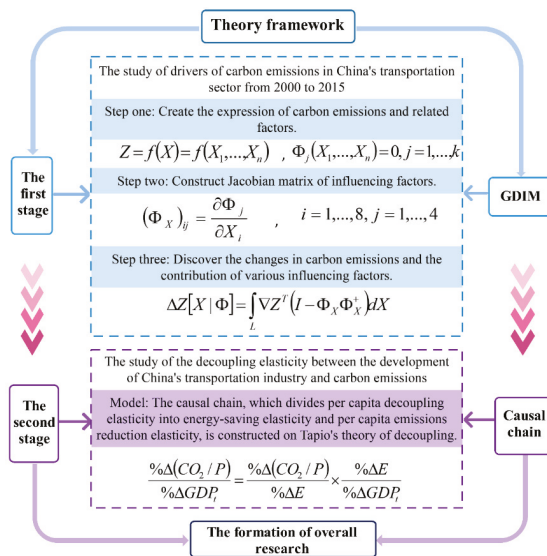 Theory framework
The study of drivers of carbon emissions in China's transportation
sector from 2000 to 2015
Step one: Create the expression of carbon emissions and related
factors.
Z = f(X) = f(X₁,...,Xₙ) , Φⱼ(X₁,...,Xₙ) = 0, j = 1,...,k
The
first
stage
Step two: Construct Jacobian matrix of influencing factors.
(Φ_X)ᵢⱼ = ∂Φⱼ / ∂Xᵢ , i = 1,...,8, j = 1,...,4
GDIM
Step three: Discover the changes in carbon emissions and the
contribution of various influencing factors.
ΔZ[X | Φ] = ∫_L ∇Zᵀ(I − Φ_XΦ_X⁺)dX
The study of the decoupling elasticity between the development
of China's transportation industry and carbon emissions
The
second
stage
Model: The causal chain, which divides per capita decoupling
elasticity into energy-saving elasticity and per capita emissions
reduction elasticity, is constructed on Tapio's theory of decoupling.
Causal
chain
%Δ(CO₂ / P) / %ΔGDPₜ = %Δ(CO₂ / P) / %ΔE × %ΔE / %ΔGDPₜ
The formation of overall
research